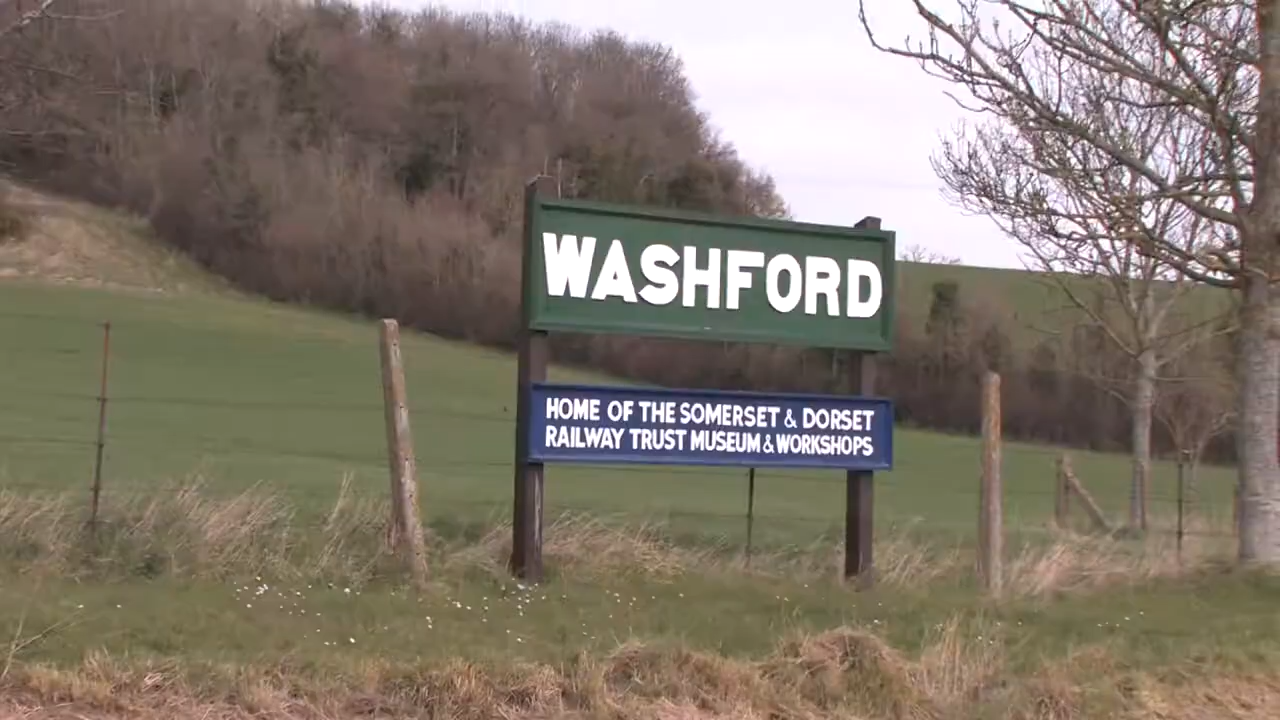 WASHFORD
HOME OF THE SOMERSET & DORSET
RAILWAY TRUST MUSEUM & WORKSHOPS